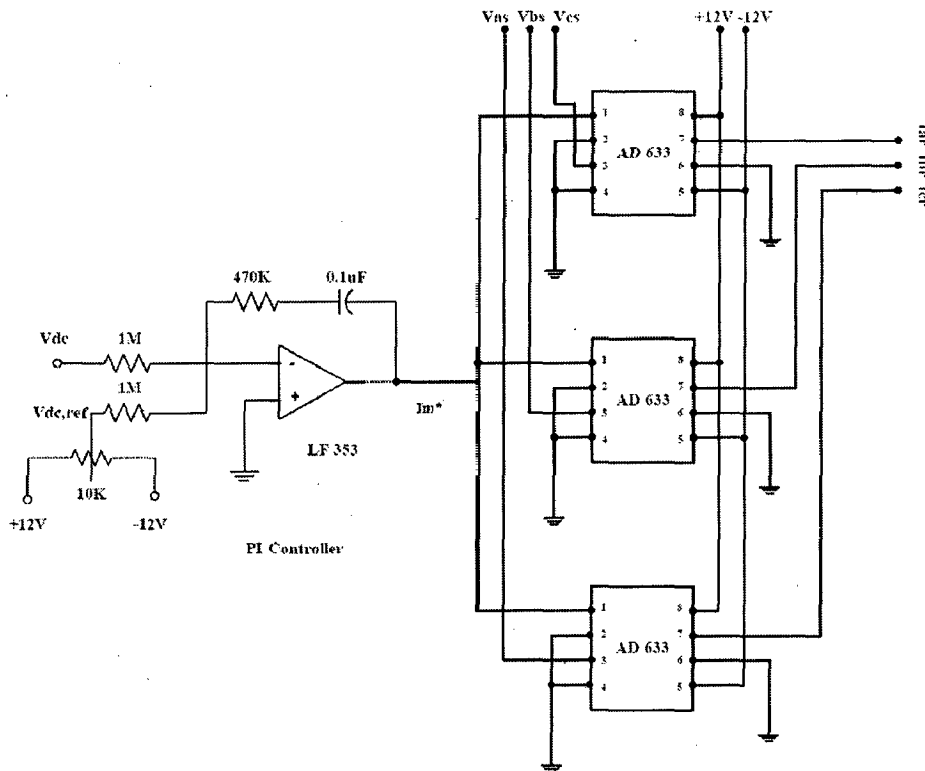 Vas Vbs Vcs +12V -12V
1 8
2 7
3 6
4 5
AD 633
470K 0.1uF
Vdc 1M
-
+
1M
Vdc,ref
LF 353
Im*
10K
+12V -12V
PI Controller
1 8
2 7
3 6
4 5
AD 633
1 8
2 7
3 6
4 5
AD 633